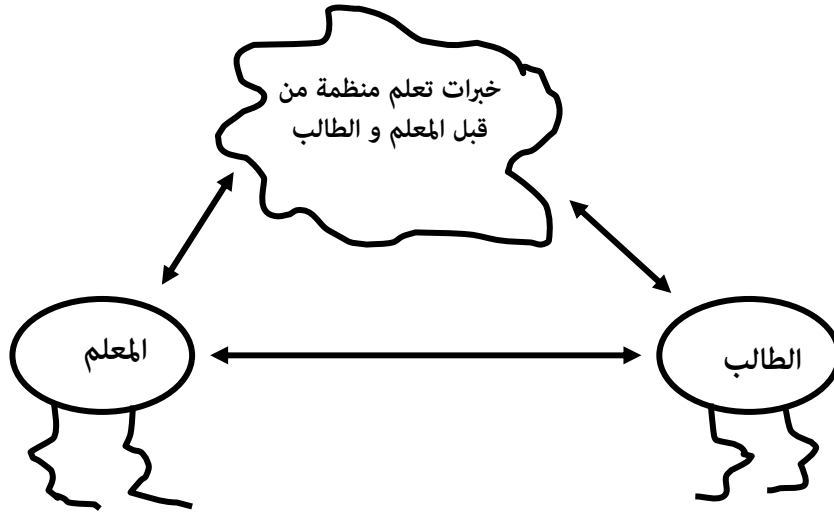 خبرات تعلم منظمة من
قبل المعلم و الطالب
المعلم
الطالب